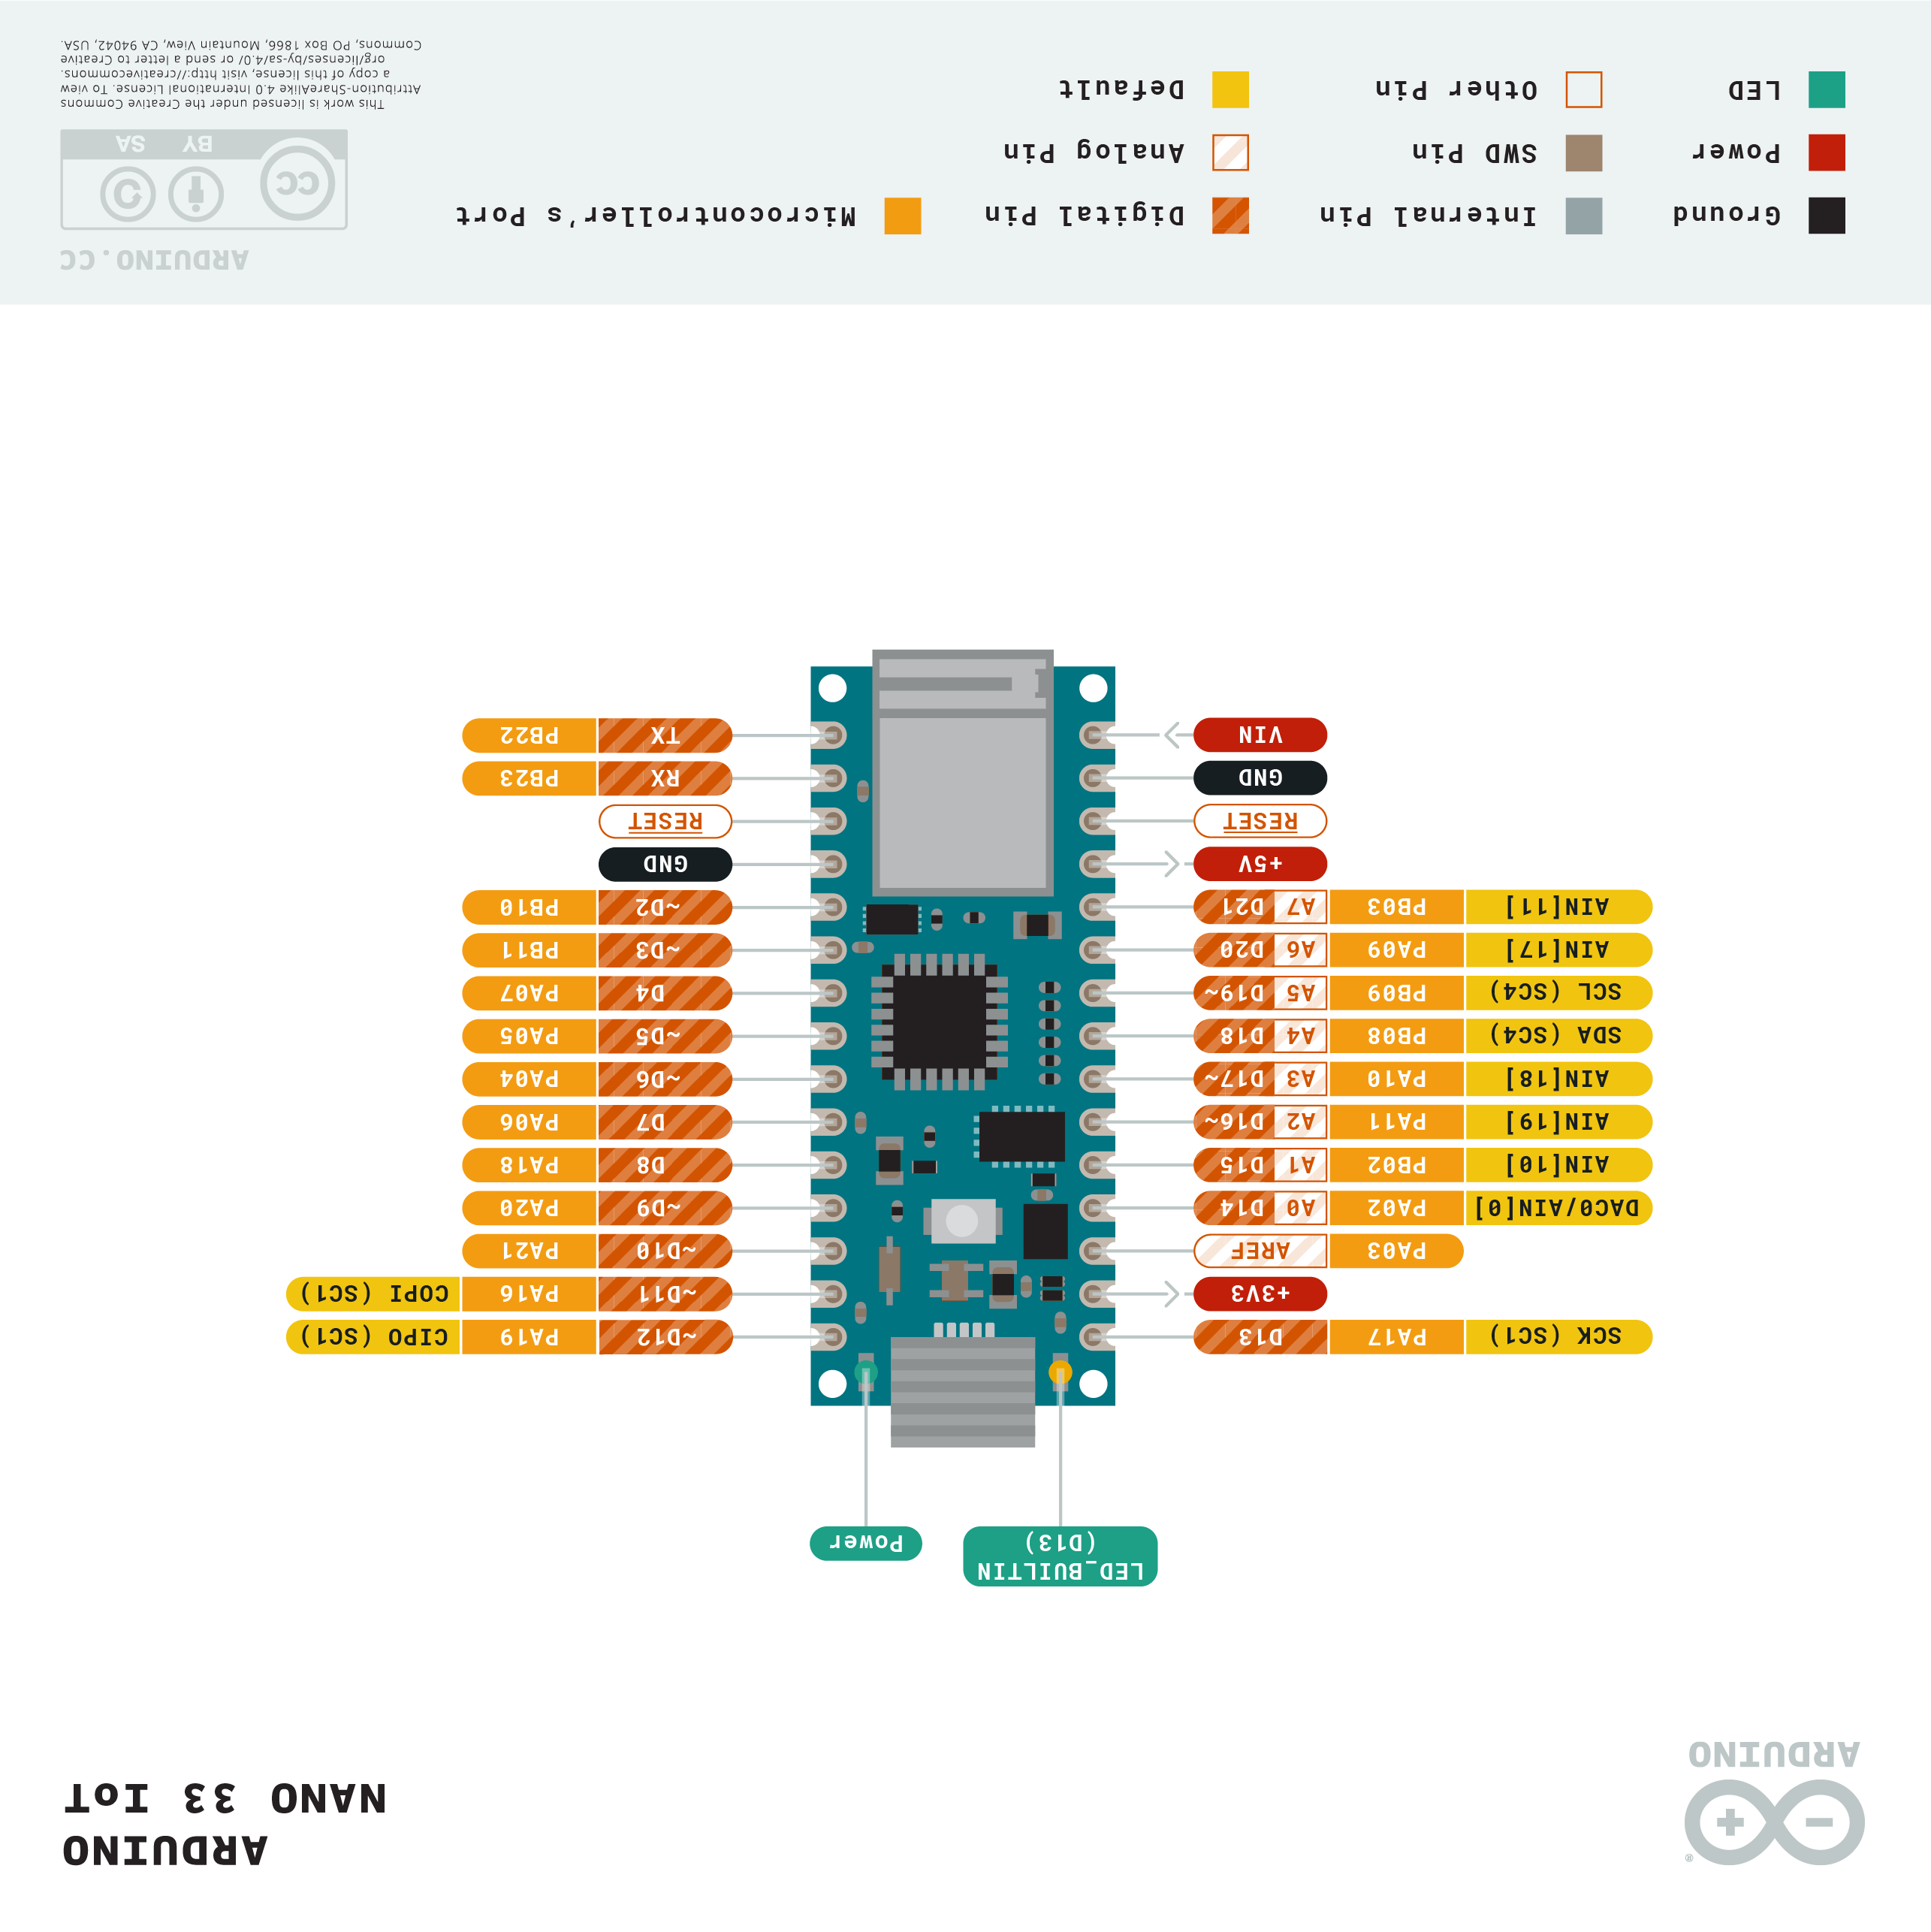 ARDUINO
NANO 33 IoT
®
ARDUINO
LED_BUILTIN
(D13)
Power
SCK (SC1) PA17 D13
+3V3
PA03 AREF
DAC0/AIN[0] PA02 A0 D14
AIN[10] PB02 A1 D15
AIN[19] PA11 A2 D16~
AIN[18] PA10 A3 D17~
SDA (SC4) PB08 A4 D18
SCL (SC4) PB09 A5 D19~
AIN[17] PA09 A6 D20
AIN[11] PB03 A7 D21
+5V
RESET
GND
VIN
~D12 PA19 CIPO (SC1)
~D11 PA16 COPI (SC1)
~D10 PA21
~D9 PA20
D8 PA18
D7 PA06
~D6 PA04
~D5 PA05
D4 PA07
~D3 PB11
~D2 PB10
GND
RESET
RX PB23
TX PB22
Ground
Power
LED
Internal Pin
SWD Pin
Other Pin
Digital Pin
Analog Pin
Default
Microcontroller's Port
ARDUINO.CC
cc
BY SA
This work is licensed under the Creative Commons
Attribution-ShareAlike 4.0 International License. To view
a copy of this license, visit http://creativecommons.
org/licenses/by-sa/4.0/ or send a letter to Creative
Commons, PO Box 1866, Mountain View, CA 94042, USA.